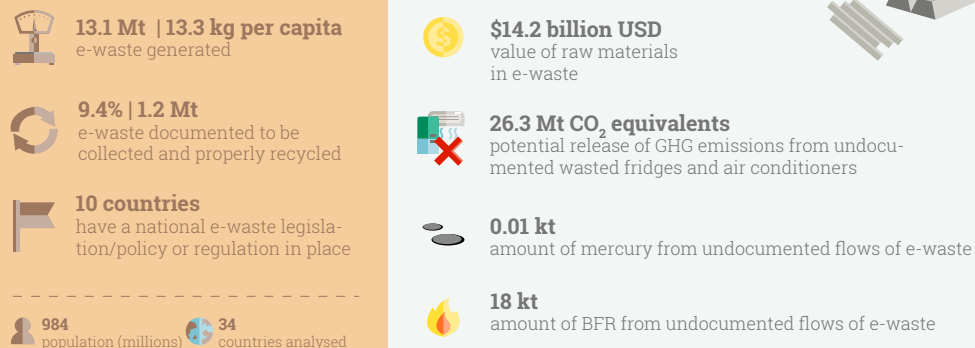 13.1 Mt | 13.3 kg per capita
e-waste generated
9.4% | 1.2 Mt
e-waste documented to be
collected and properly recycled
10 countries
have a national e-waste legisla-
tion/policy or regulation in place
984
population (millions)
34
countries analysed
$14.2 billion USD
value of raw materials
in e-waste
26.3 Mt CO₂ equivalents
potential release of GHG emissions from undocu-
mented wasted fridges and air conditioners
0.01 kt
amount of mercury from undocumented flows of e-waste
18 kt
amount of BFR from undocumented flows of e-waste